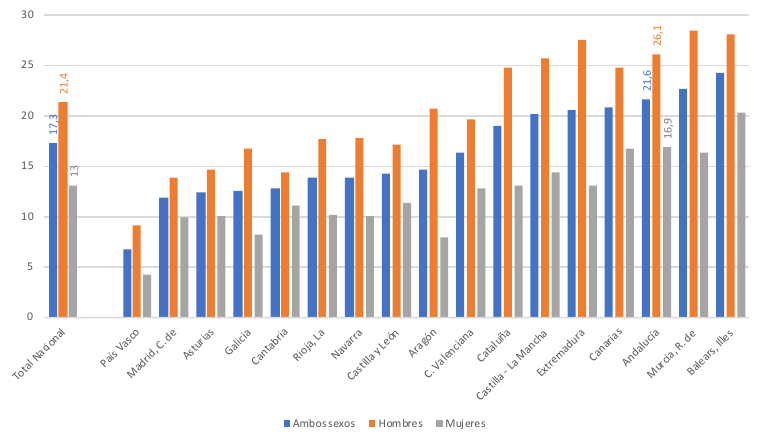 30
25
20
15
10
5
0
17,3
21,4
13
21,6
26,1
16,9
Total Nacional
País Vasco
Madrid, C. de
Asturias
Galicia
Cantabria
Rioja, La
Navarra
Castilla y León
Aragón
C. Valenciana
Cataluña
Castilla - La Mancha
Extremadura
Canarias
Andalucía
Murcia, R. de
Balears, Illes
Ambos sexos
Hombres
Mujeres